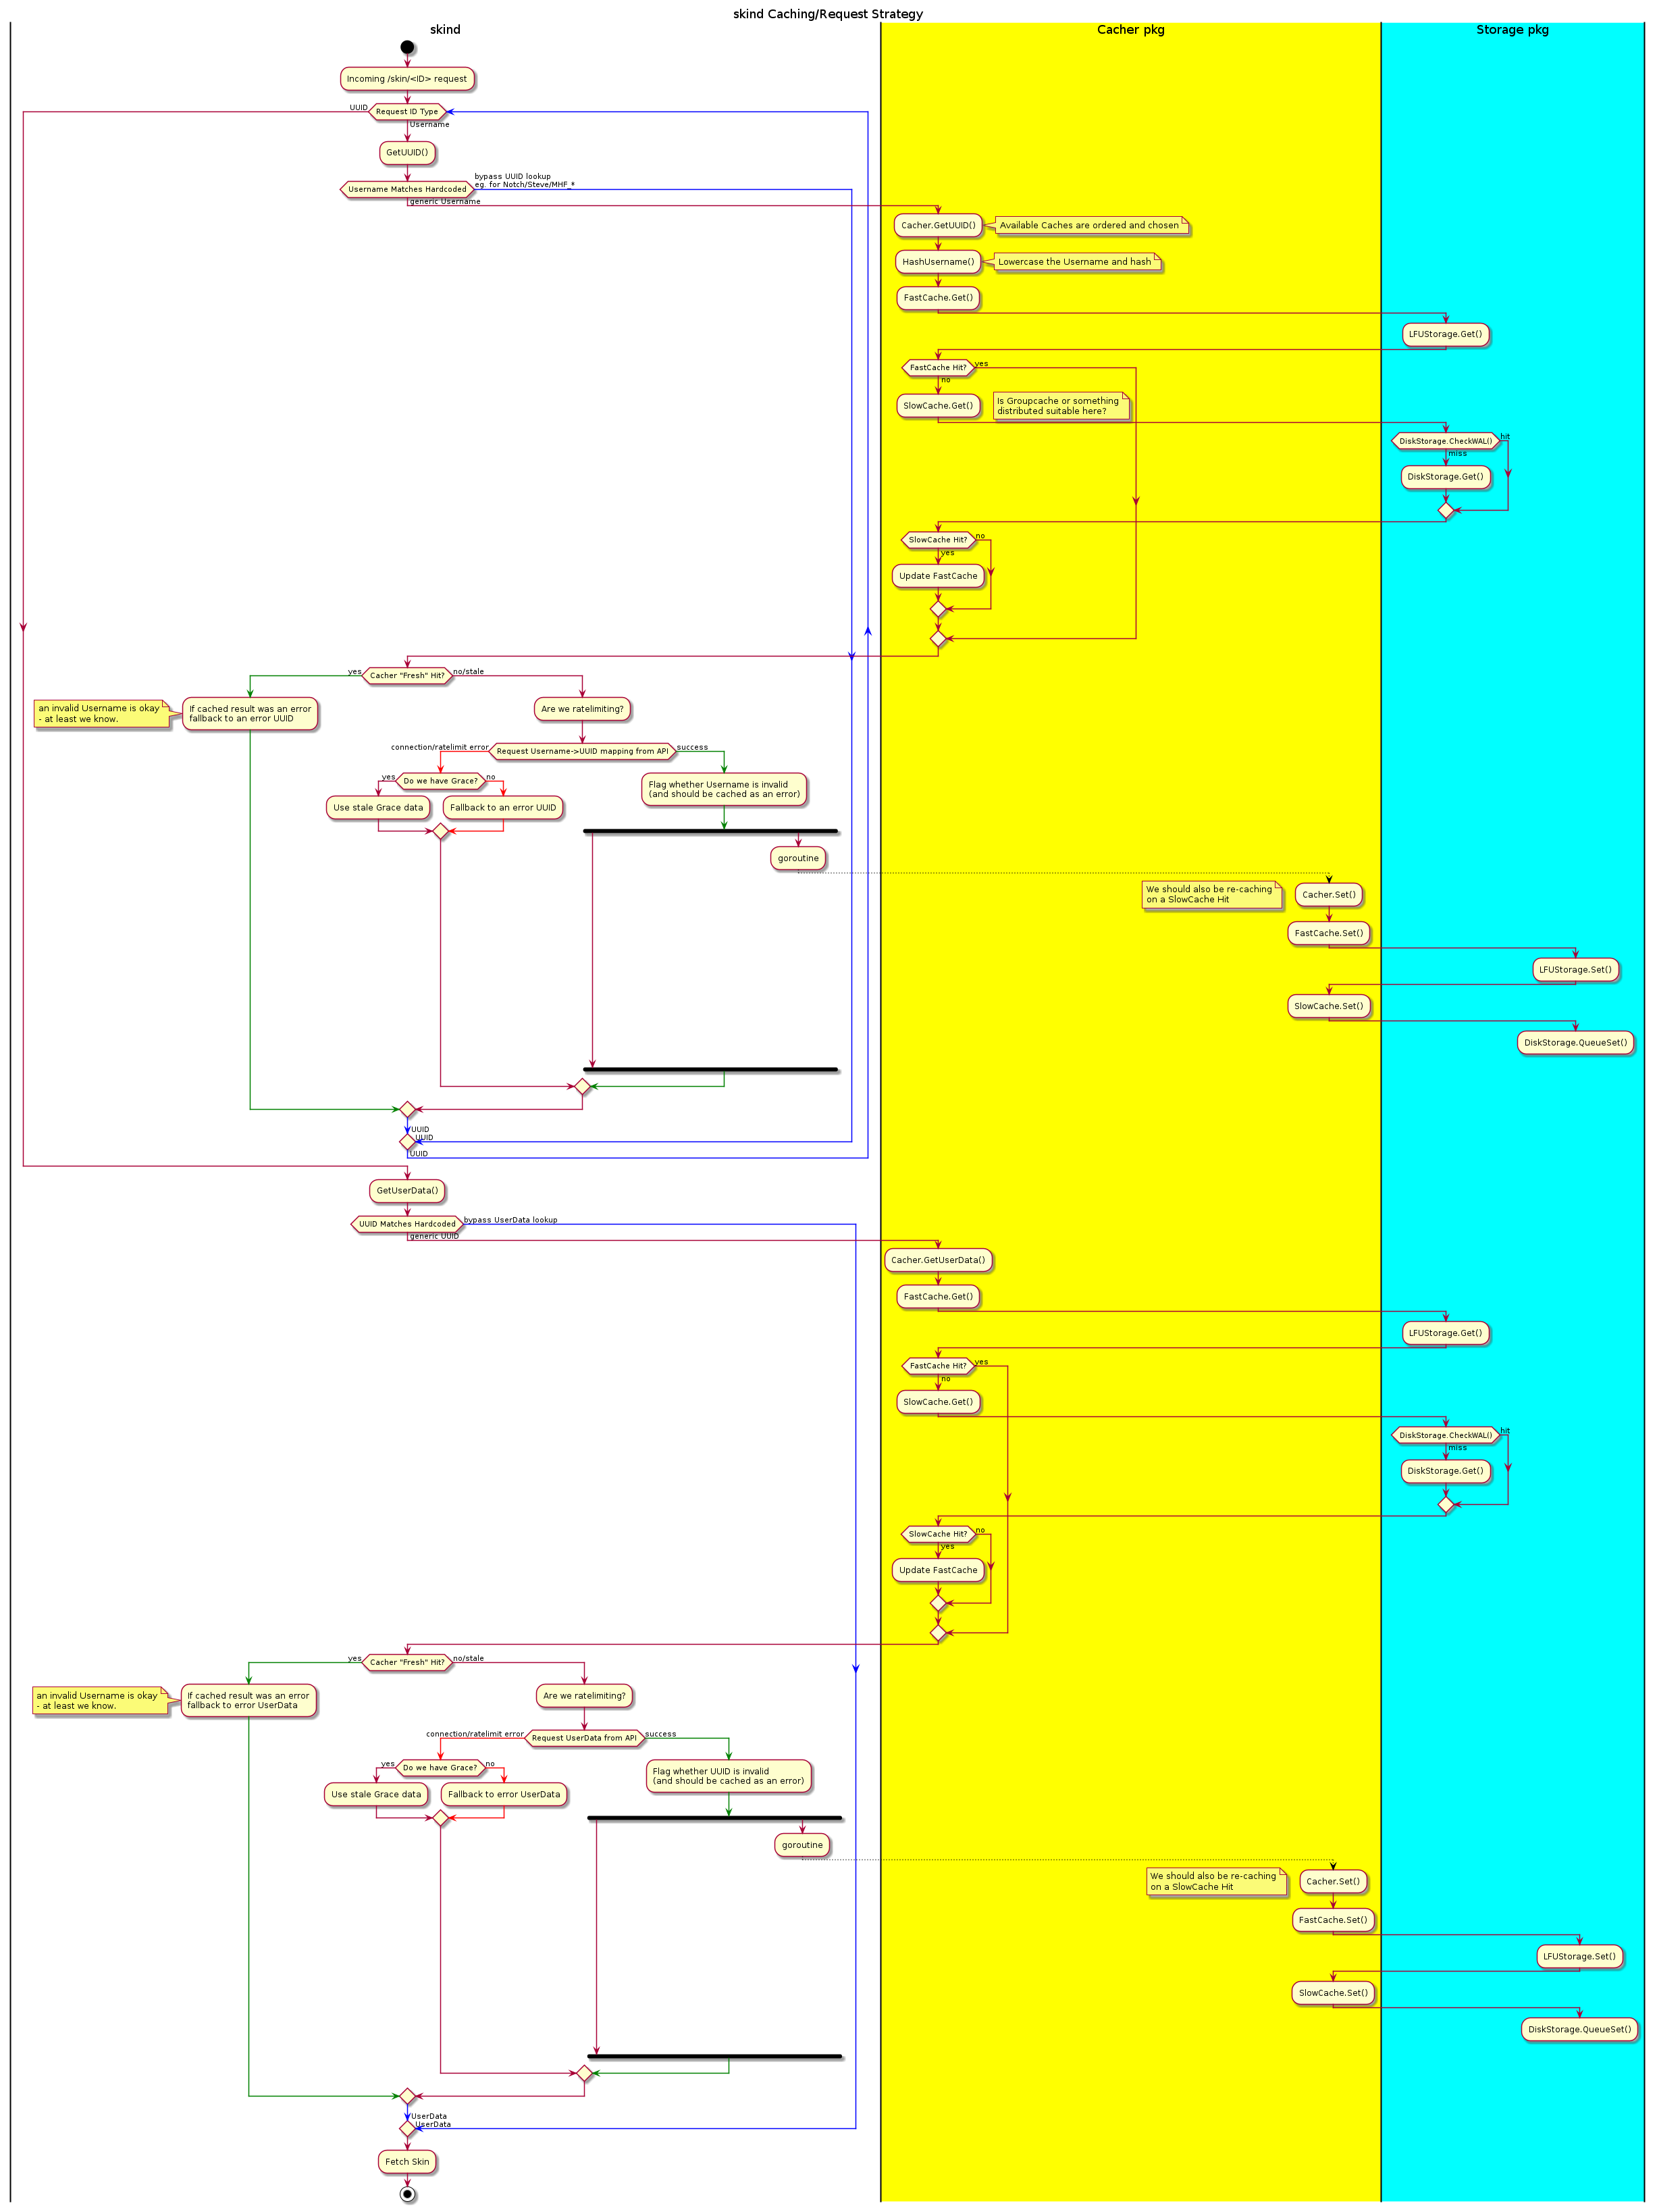 skind Caching/Request Strategy
skind
Cacher pkg
Storage pkg
Incoming /skin/<ID> request
UUID
Request ID Type
Username
GetUUID()
Username Matches Hardcoded
bypass UUID lookup
eg. for Notch/Steve/MHF_*
generic Username
Cacher.GetUUID()
Available Caches are ordered and chosen
HashUsername()
Lowercase the Username and hash
FastCache.Get()
LFUStorage.Get()
FastCache Hit?
yes
no
SlowCache.Get()
Is Groupcache or something
distributed suitable here?
DiskStorage.CheckWAL()
hit
miss
DiskStorage.Get()
SlowCache Hit?
no
yes
Update FastCache
yes
Cacher "Fresh" Hit?
no/stale
an invalid Username is okay
- at least we know.
If cached result was an error
fallback to an error UUID
Are we ratelimiting?
connection/ratelimit error
Request Username->UUID mapping from API
success
yes
Do we have Grace?
no
Flag whether Username is invalid
(and should be cached as an error)
Use stale Grace data
Fallback to an error UUID
goroutine
We should also be re-caching
on a SlowCache Hit
Cacher.Set()
FastCache.Set()
LFUStorage.Set()
SlowCache.Set()
DiskStorage.QueueSet()
UUID
UUID
UUID
GetUserData()
UUID Matches Hardcoded
bypass UserData lookup
generic UUID
Cacher.GetUserData()
FastCache.Get()
LFUStorage.Get()
FastCache Hit?
yes
no
SlowCache.Get()
DiskStorage.CheckWAL()
hit
miss
DiskStorage.Get()
SlowCache Hit?
no
yes
Update FastCache
yes
Cacher "Fresh" Hit?
no/stale
an invalid Username is okay
- at least we know.
If cached result was an error
fallback to error UserData
Are we ratelimiting?
connection/ratelimit error
Request UserData from API
success
yes
Do we have Grace?
no
Flag whether UUID is invalid
(and should be cached as an error)
Use stale Grace data
Fallback to error UserData
goroutine
We should also be re-caching
on a SlowCache Hit
Cacher.Set()
FastCache.Set()
LFUStorage.Set()
SlowCache.Set()
DiskStorage.QueueSet()
UserData
UserData
Fetch Skin